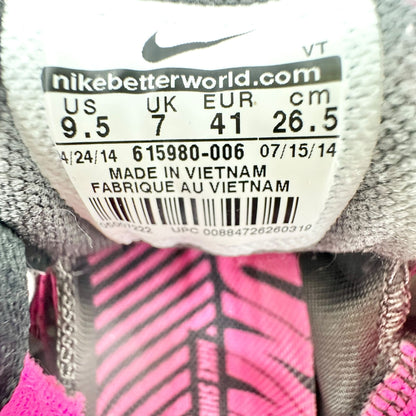 VT
nikebetterworld.com
US UK EUR cm
9.5 7 41 26.5
4/24/14 615980-006 07/15/14
MADE IN VIETNAM
FABRIQUE AU VIETNAM
UPC 00884726260319
NIKE